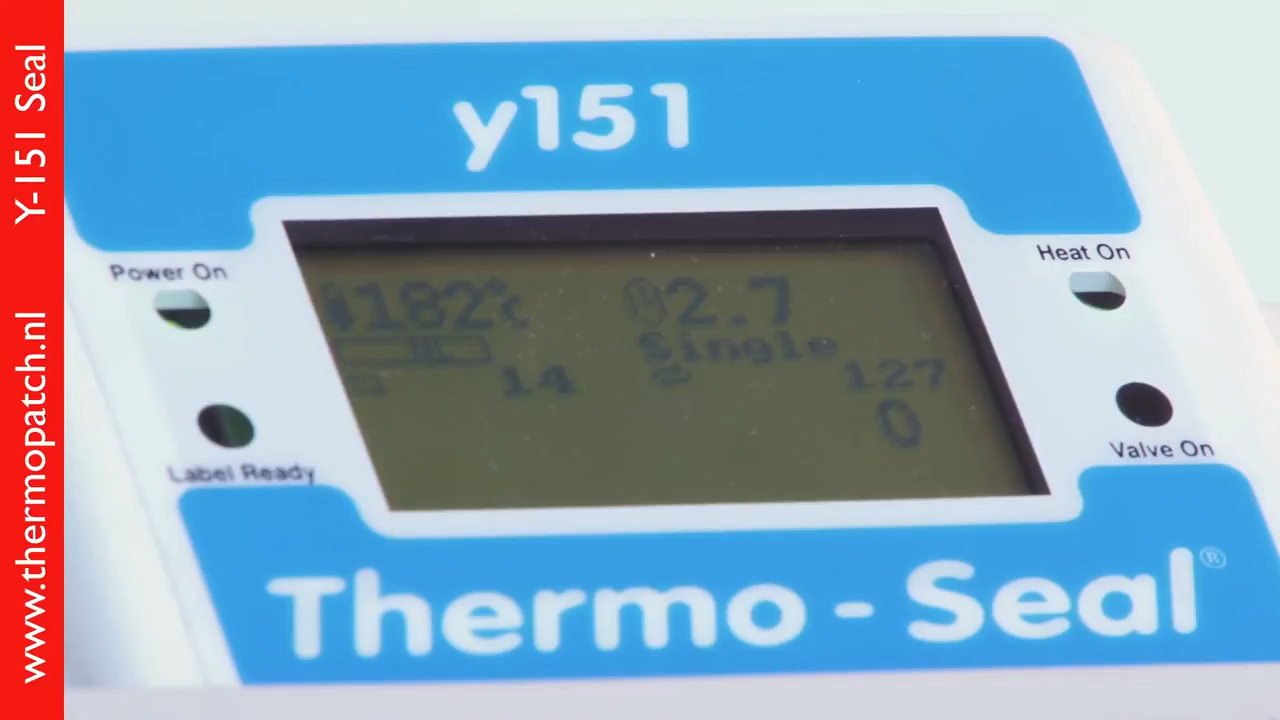 www.thermopatch.nl Y-151 Seal
y151
Power On
Heat On
182°C 2.7
Single
14 127
0
Label Ready
Valve On
Thermo-Seal®